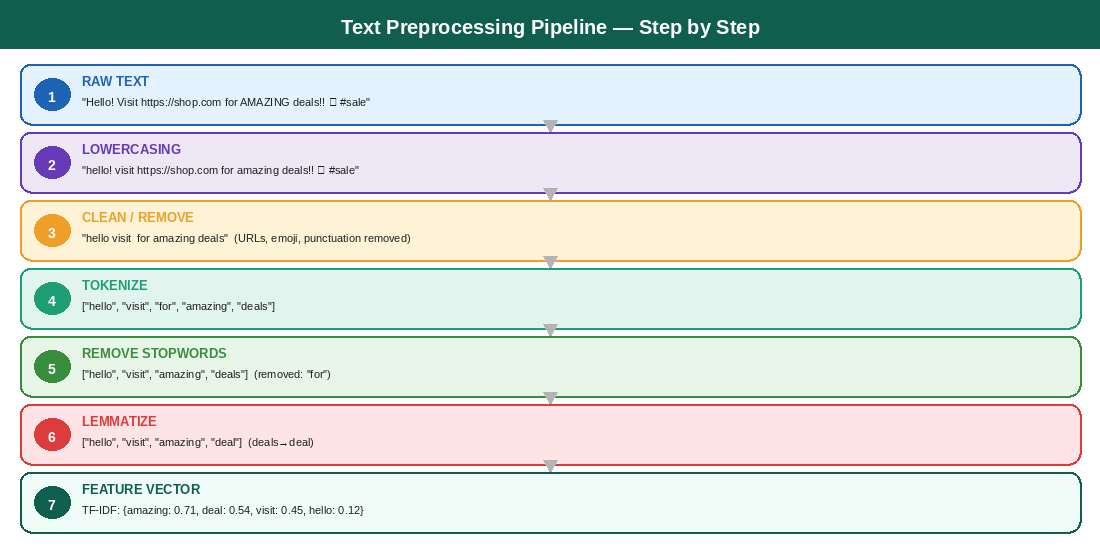 Text Preprocessing Pipeline — Step by Step
1
RAW TEXT
"Hello! Visit https://shop.com for AMAZING deals!! □ #sale"
2
LOWERCASING
"hello! visit https://shop.com for amazing deals!! □ #sale"
3
CLEAN / REMOVE
"hello visit  for amazing deals"  (URLs, emoji, punctuation removed)
4
TOKENIZE
["hello", "visit", "for", "amazing", "deals"]
5
REMOVE STOPWORDS
["hello", "visit", "amazing", "deals"]  (removed: "for")
6
LEMMATIZE
["hello", "visit", "amazing", "deal"]  (deals→deal)
7
FEATURE VECTOR
TF-IDF: {amazing: 0.71, deal: 0.54, visit: 0.45, hello: 0.12}